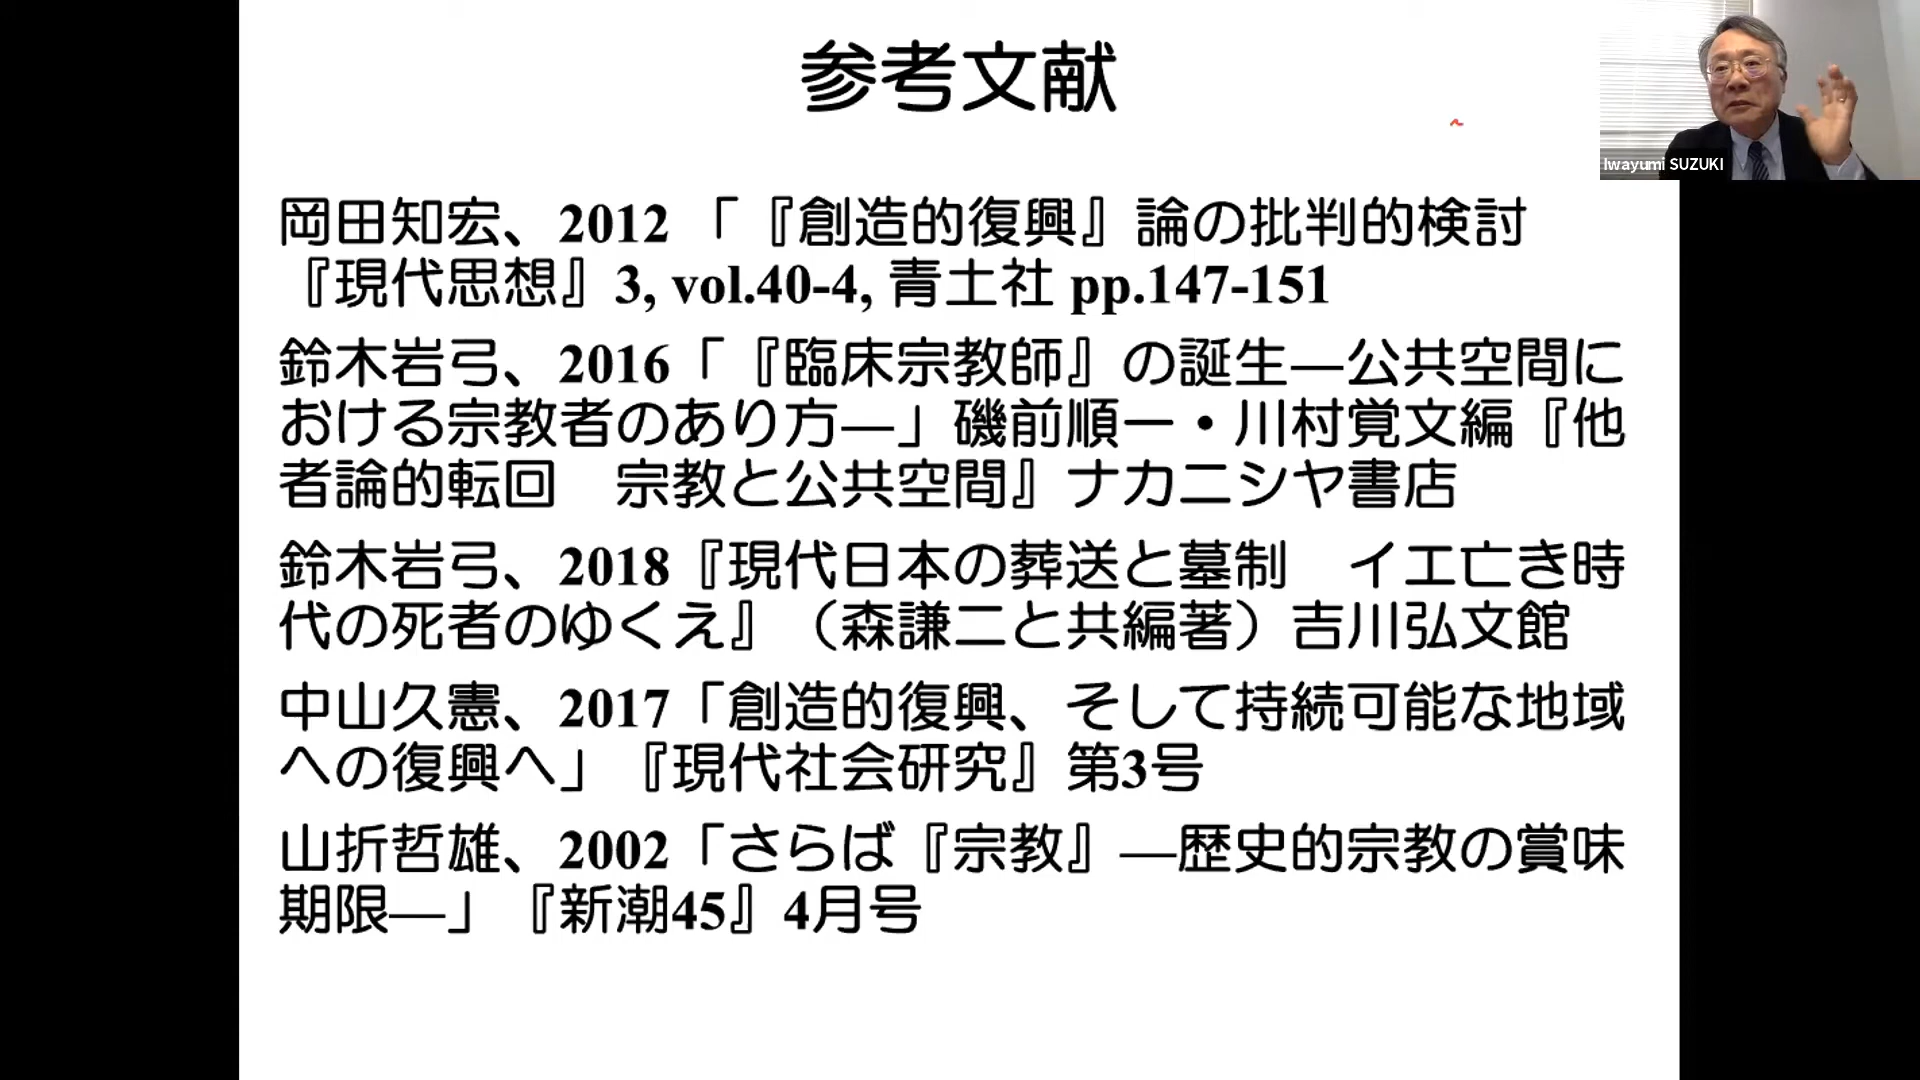 参考文献
Iwayumi SUZUKI
岡田知宏、2012 「『創造的復興』論の批判的検討
『現代思想』3, vol.40-4, 青土社 pp.147-151
鈴木岩弓、2016「『臨床宗教師』の誕生―公共空間に
おける宗教者のあり方―」磯前順一・川村覚文編『他
者論的転回　宗教と公共空間』ナカニシヤ書店
鈴木岩弓、2018『現代日本の葬送と墓制　イエ亡き時
代の死者のゆくえ』（森謙二と共編著）吉川弘文館
中山久憲、2017「創造的復興、そして持続可能な地域
への復興へ」『現代社会研究』第3号
山折哲雄、2002「さらば『宗教』―歴史的宗教の賞味
期限―」『新潮45』4月号